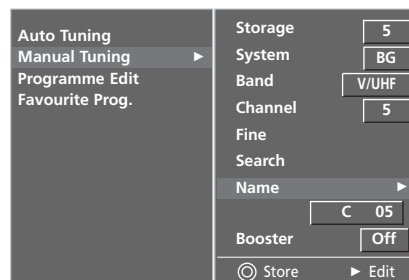 Auto Tuning
Manual Tuning ►
Programme Edit
Favourite Prog.
Storage 5
System BG
Band V/UHF
Channel 5
Fine
Search
Name ►
C 05
Booster Off
Store ► Edit